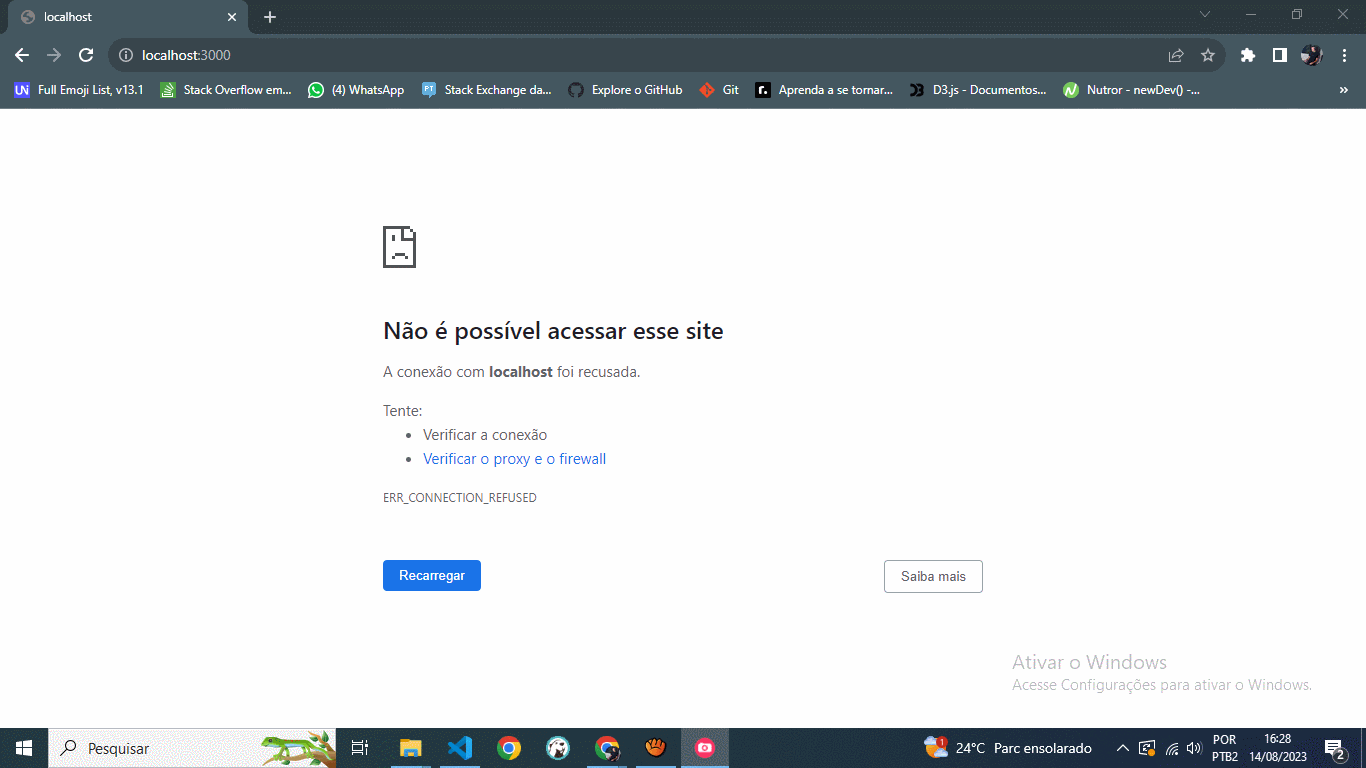 localhost
localhost:3000
UN Full Emoji List, v13.1 Stack Overflow em... (4) WhatsApp PT Stack Exchange da... Explore o GitHub Git r. Aprenda a se tornar... D3.js - Documentos... Nutror - newDev() -... »
Não é possível acessar esse site
A conexão com localhost foi recusada.
Tente:
• Verificar a conexão
• Verificar o proxy e o firewall
ERR_CONNECTION_REFUSED
Recarregar Saiba mais
Ativar o Windows
Acesse Configurações para ativar o Windows.
Pesquisar 1 24°C Parc ensolarado POR 16:28
PTB2 14/08/2023 2